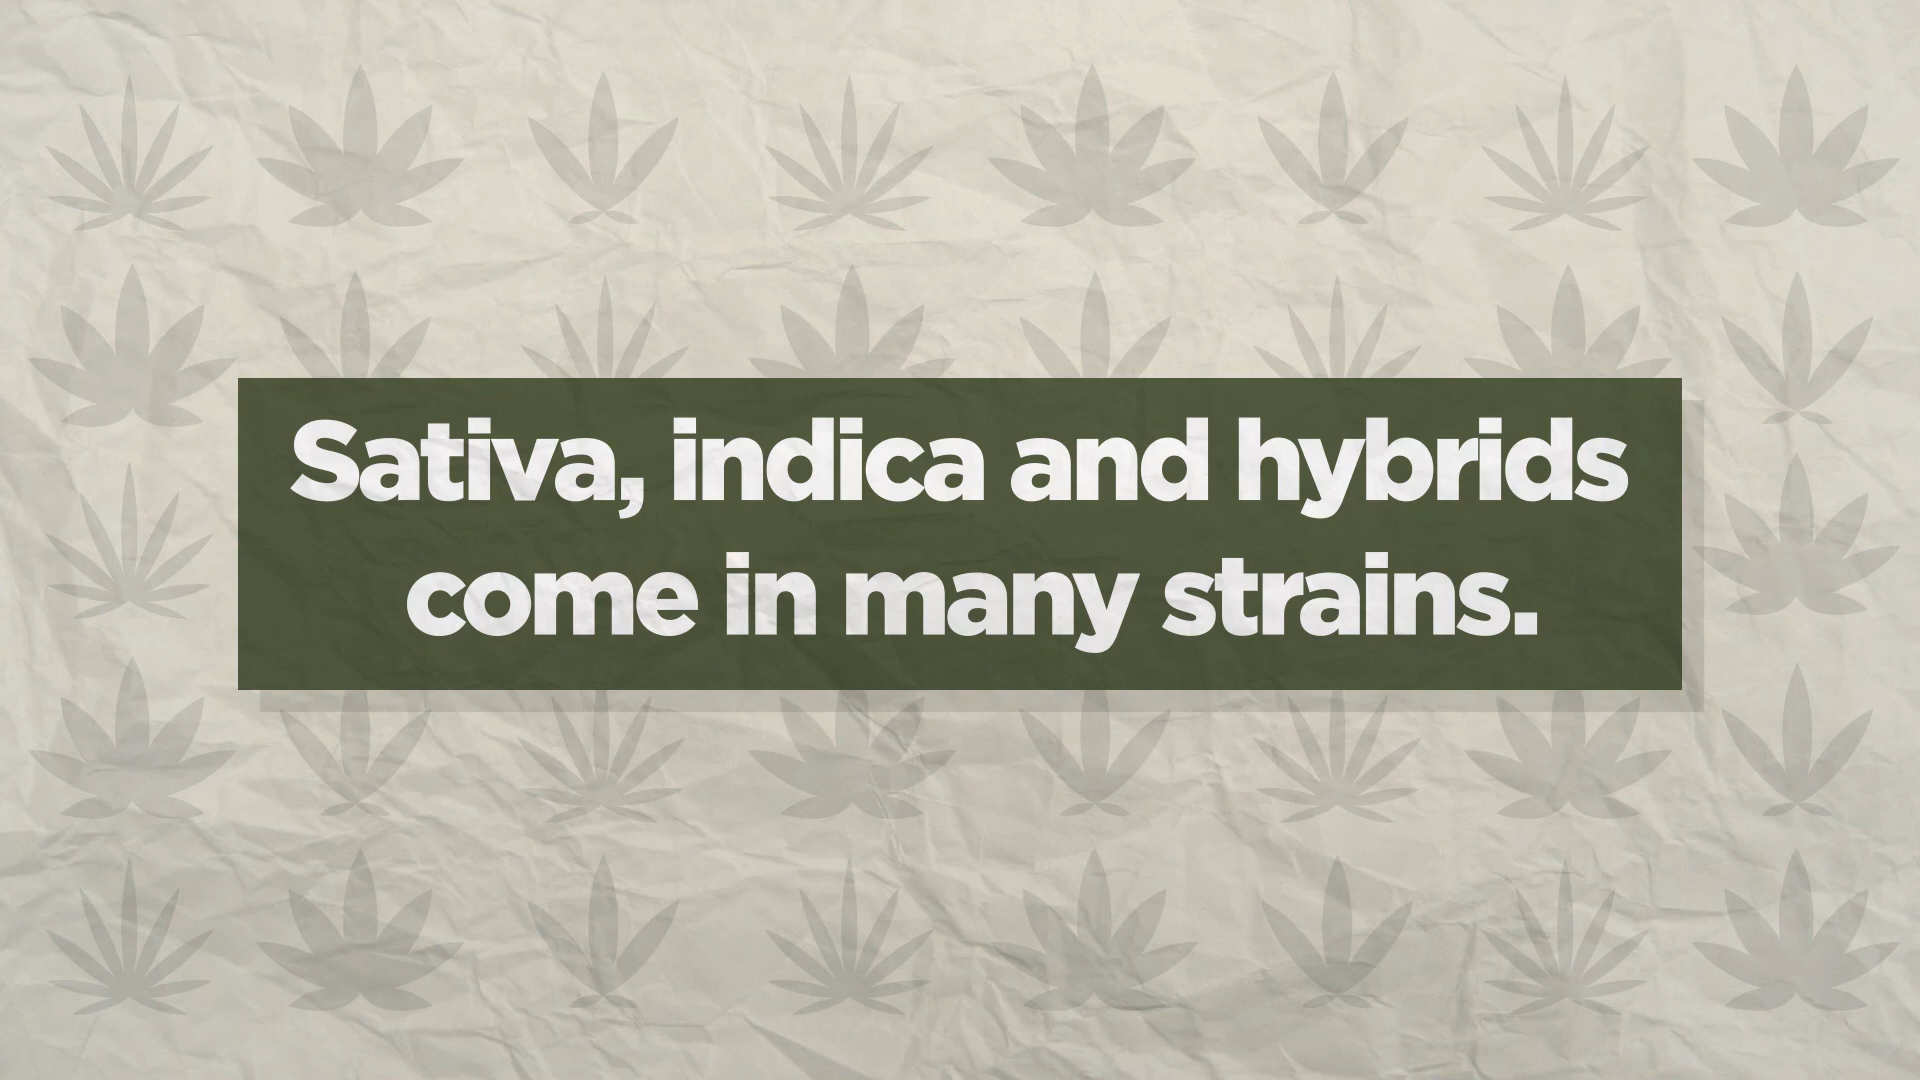 Sativa, indica and hybrids
come in many strains.